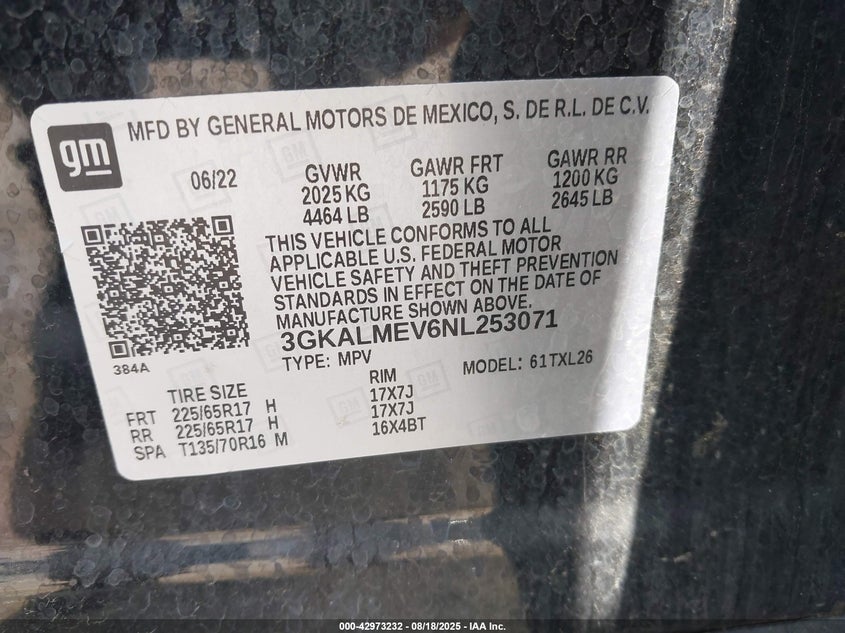 gm
MFD BY GENERAL MOTORS DE MEXICO, S. DE R.L. DE C.V.
06/22
GVWR GAWR FRT GAWR RR
2025 KG 1175 KG 1200 KG
4464 LB 2590 LB 2645 LB
THIS VEHICLE CONFORMS TO ALL
APPLICABLE U.S. FEDERAL MOTOR
VEHICLE SAFETY AND THEFT PREVENTION
STANDARDS IN EFFECT ON THE DATE OF
MANUFACTURE SHOWN ABOVE.
3GKALMEV6NL253071
TYPE: MPV MODEL: 61TXL26
384A
TIRE SIZE RIM
FRT 225/65R17 H 17X7J
RR 225/65R17 H 17X7J
SPA T135/70R16 M 16X4BT
000-42973232 - 08/18/2025 - IAA Inc.